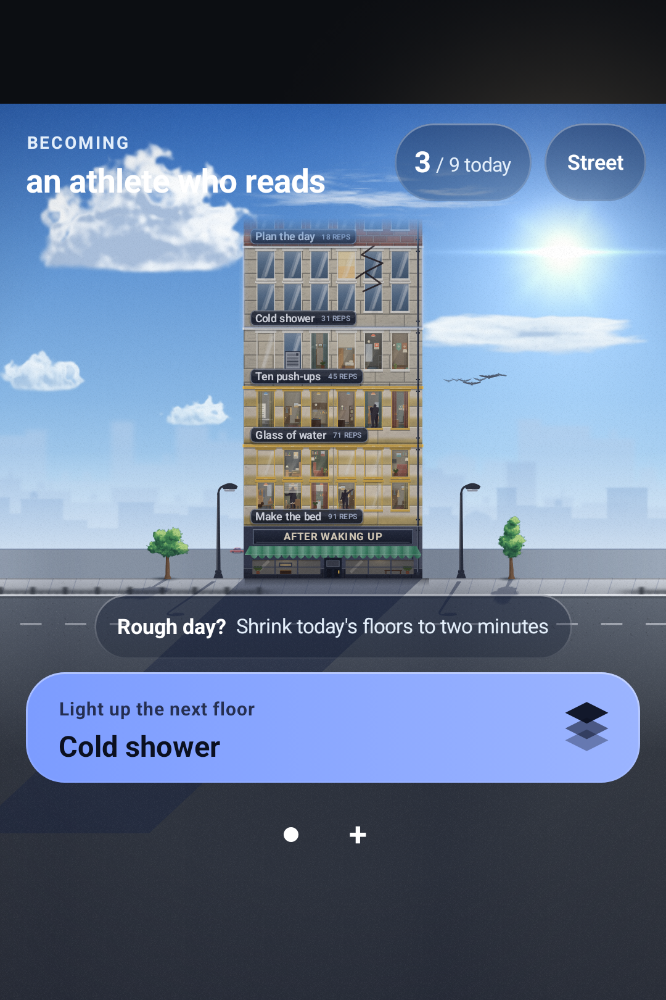 BECOMING
an athlete who reads
3 / 9 today
Street
Plan the day 18 REPS
Cold shower 31 REPS
Ten push-ups 45 REPS
Glass of water 71 REPS
Make the bed 91 REPS
AFTER WAKING UP
Rough day? Shrink today's floors to two minutes
Light up the next floor
Cold shower